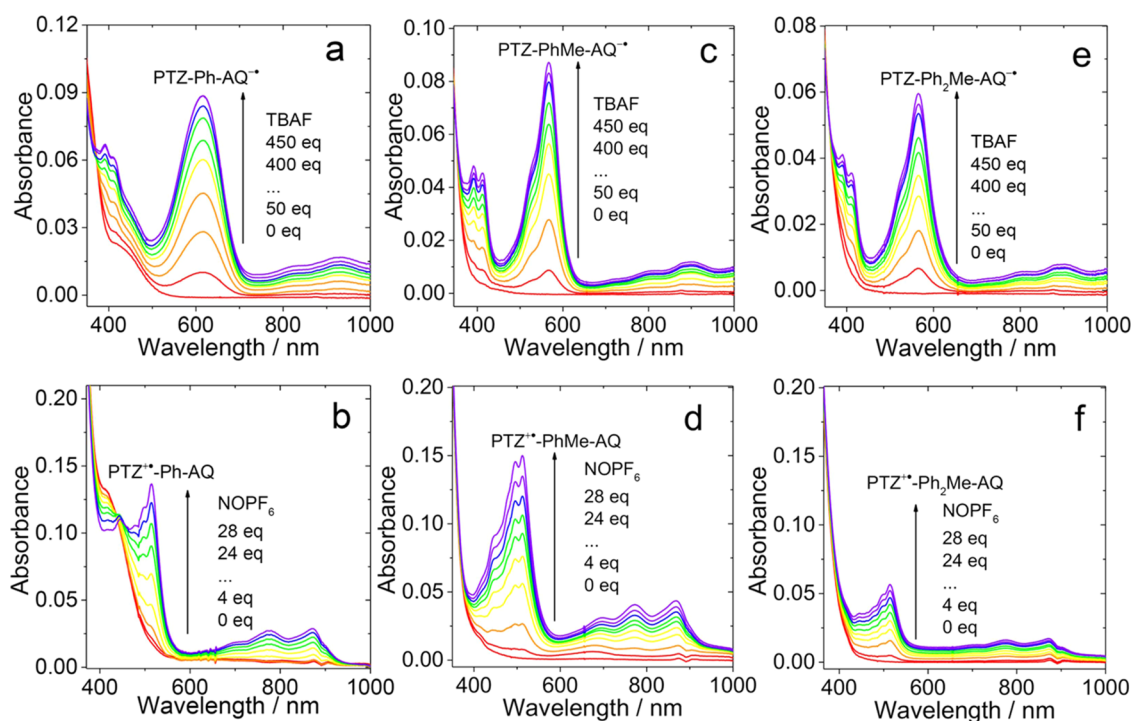 a
0.12
0.09
0.06
0.03
0.00
Absorbance
PTZ-Ph-AQ⁻•
TBAF
450 eq
400 eq
...
50 eq
0 eq
400 600 800 1000
Wavelength / nm
c
0.10
0.08
0.06
0.04
0.02
0.00
Absorbance
PTZ-PhMe-AQ⁻•
TBAF
450 eq
400 eq
...
50 eq
0 eq
400 600 800 1000
Wavelength / nm
e
0.08
0.06
0.04
0.02
0.00
Absorbance
PTZ-Ph₂Me-AQ⁻•
TBAF
450 eq
400 eq
...
50 eq
0 eq
400 600 800 1000
Wavelength / nm
b
0.20
0.15
0.10
0.05
0.00
Absorbance
PTZ⁺•-Ph-AQ
NOPF₆
28 eq
24 eq
...
4 eq
0 eq
400 600 800 1000
Wavelength / nm
d
0.20
0.15
0.10
0.05
0.00
Absorbance
PTZ⁺•-PhMe-AQ
NOPF₆
28 eq
24 eq
...
4 eq
0 eq
400 600 800 1000
Wavelength / nm
f
0.20
0.15
0.10
0.05
0.00
Absorbance
PTZ⁺•-Ph₂Me-AQ
NOPF₆
28 eq
24 eq
...
4 eq
0 eq
400 600 800 1000
Wavelength / nm